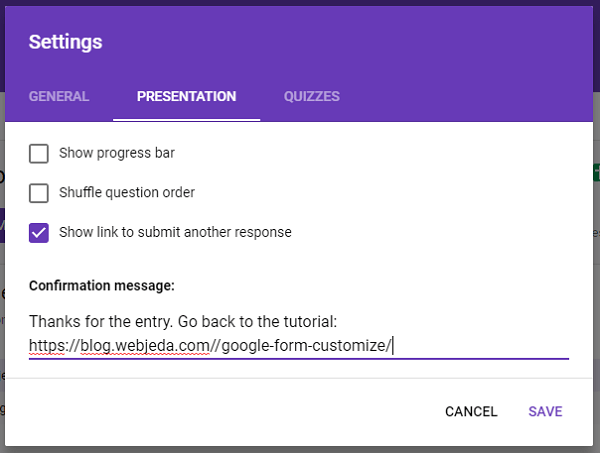 Settings
GENERAL PRESENTATION QUIZZES
Show progress bar
Shuffle question order
Show link to submit another response
Confirmation message:
Thanks for the entry. Go back to the tutorial:
https://blog.webjeda.com//google-form-customize/
CANCEL SAVE